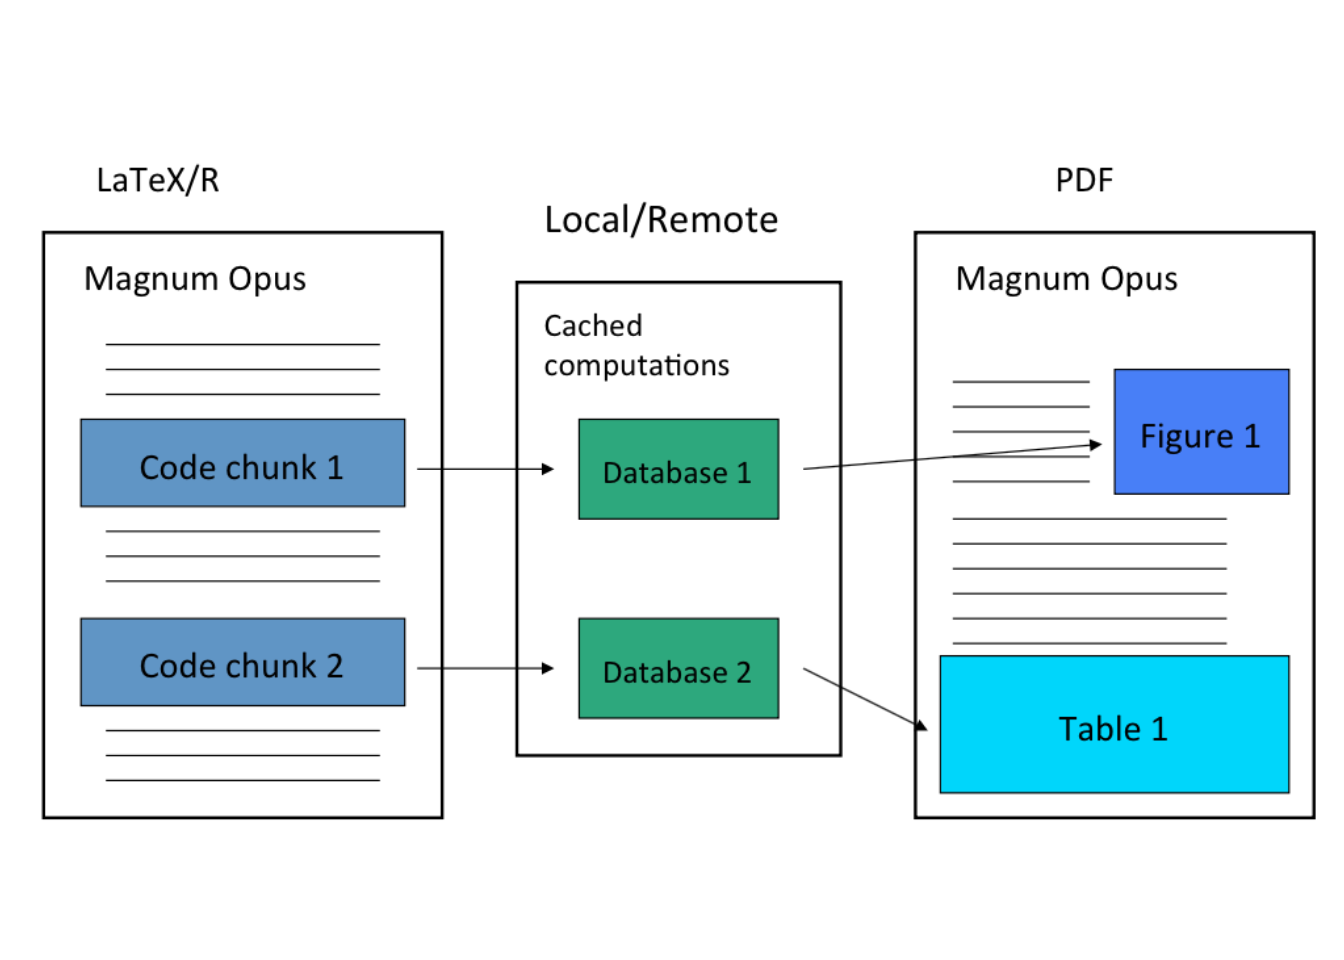 LaTeX/R
Magnum Opus
Code chunk 1
Code chunk 2
Local/Remote
Cached
computations
Database 1
Database 2
PDF
Magnum Opus
Figure 1
Table 1